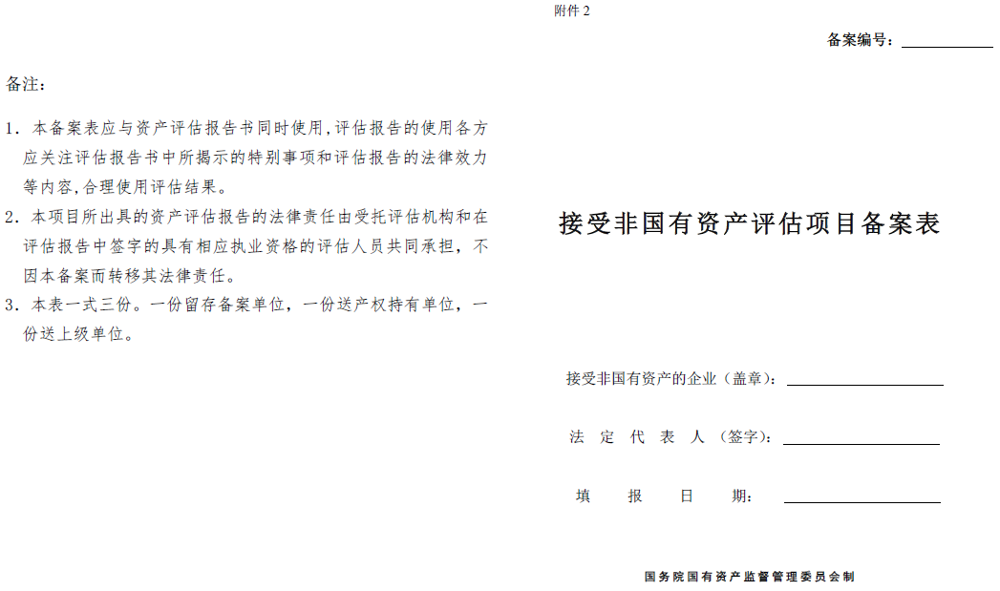 备注：
1．本备案表应与资产评估报告书同时使用,评估报告的使用各方
应关注评估报告书中所揭示的特别事项和评估报告的法律效力
等内容,合理使用评估结果。
2．本项目所出具的资产评估报告的法律责任由受托评估机构和在
评估报告中签字的具有相应执业资格的评估人员共同承担，不
因本备案而转移其法律责任。
3．本表一式三份。一份留存备案单位，一份送产权持有单位，一
份送上级单位。
附件 2
备案编号：
接受非国有资产评估项目备案表
接受非国有资产的企业（盖章）：
法 定 代 表 人 （签字）：
填 报 日 期：
国务院国有资产监督管理委员会制